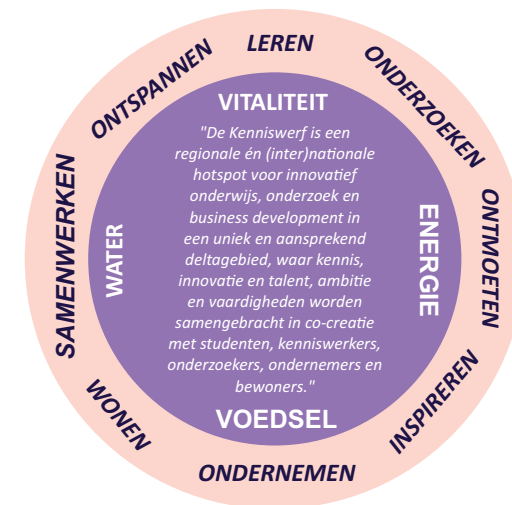 LEREN
ONDERZOEKEN
ONTMOETEN
INSPIREREN
ONDERNEMEN
WONEN
SAMENWERKEN
ONTSPANNEN
VITALITEIT
"De Kenniswerf is een
regionale én (inter)nationale
hotspot voor innovatief
onderwijs, onderzoek en
business development in
een uniek en aansprekend
deltagebied, waar kennis,
innovatie en talent, ambitie
en vaardigheden worden
samengebracht in co-creatie
met studenten, kenniswerkers,
onderzoekers, ondernemers en
bewoners."
ENERGIE
VOEDSEL
WATER